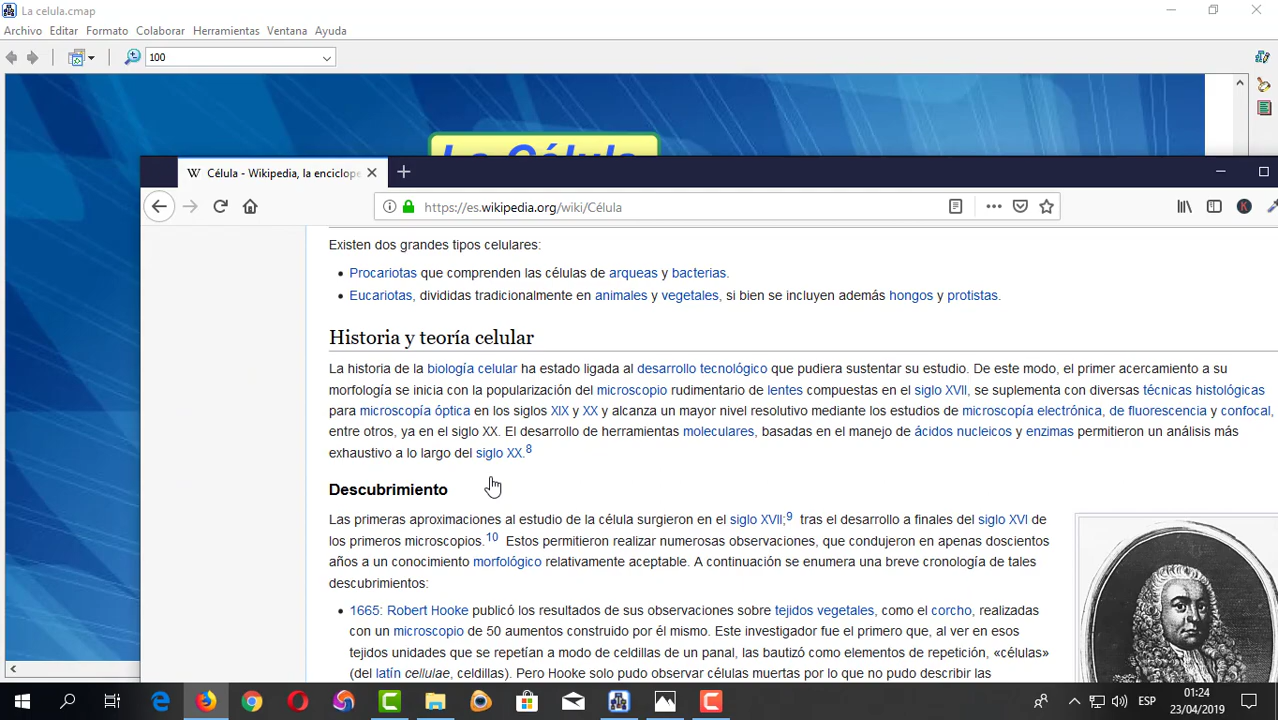 La celula.cmap
Archivo Editar Formato Colaborar Herramientas Ventana Ayuda
100
La Célula
W Célula - Wikipedia, la enciclope
https://es.wikipedia.org/wiki/Célula
Existen dos grandes tipos celulares:
• Procariotas que comprenden las células de arqueas y bacterias.
• Eucariotas, divididas tradicionalmente en animales y vegetales, si bien se incluyen además hongos y protistas.
Historia y teoría celular
La historia de la biología celular ha estado ligada al desarrollo tecnológico que pudiera sustentar su estudio. De este modo, el primer acercamiento a su
morfología se inicia con la popularización del microscopio rudimentario de lentes compuestas en el siglo XVII, se suplementa con diversas técnicas histológicas
para microscopía óptica en los siglos XIX y XX y alcanza un mayor nivel resolutivo mediante los estudios de microscopía electrónica, de fluorescencia y confocal,
entre otros, ya en el siglo XX. El desarrollo de herramientas moleculares, basadas en el manejo de ácidos nucleicos y enzimas permitieron un análisis más
exhaustivo a lo largo del siglo XX.8
Descubrimiento
Las primeras aproximaciones al estudio de la célula surgieron en el siglo XVII;9 tras el desarrollo a finales del siglo XVI de
los primeros microscopios.10 Estos permitieron realizar numerosas observaciones, que condujeron en apenas doscientos
años a un conocimiento morfológico relativamente aceptable. A continuación se enumera una breve cronología de tales
descubrimientos:
• 1665: Robert Hooke publicó los resultados de sus observaciones sobre tejidos vegetales, como el corcho, realizadas
con un microscopio de 50 aumentos construido por él mismo. Este investigador fue el primero que, al ver en esos
tejidos unidades que se repetían a modo de celdillas de un panal, las bautizó como elementos de repetición, «células»
(del latín cellulae, celdillas). Pero Hooke solo pudo observar células muertas por lo que no pudo describir las
ESP
01:24
23/04/2019